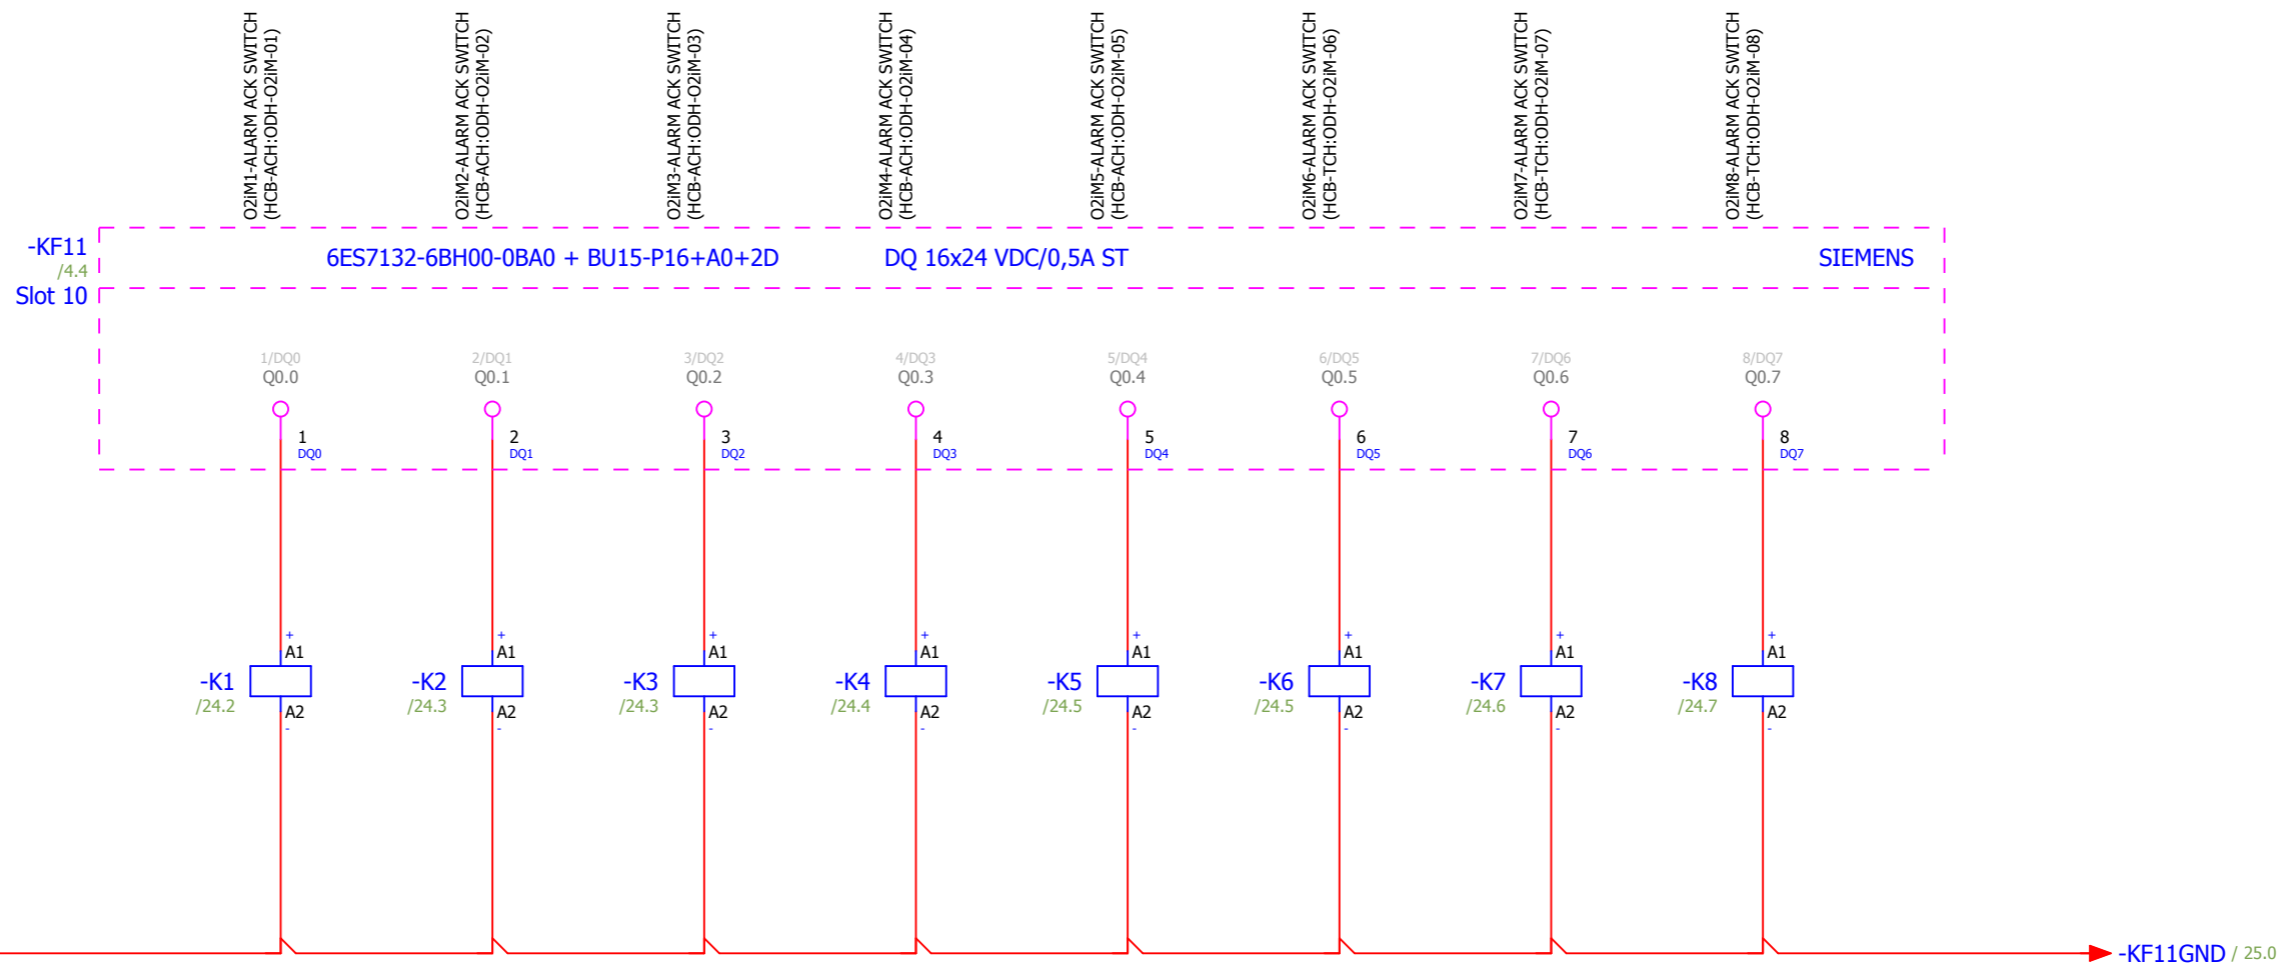 O2iM1-ALARM ACK SWITCH
(HCB-ACH:ODH-O2iM-01)
O2iM2-ALARM ACK SWITCH
(HCB-ACH:ODH-O2iM-02)
O2iM3-ALARM ACK SWITCH
(HCB-ACH:ODH-O2iM-03)
O2iM4-ALARM ACK SWITCH
(HCB-ACH:ODH-O2iM-04)
O2iM5-ALARM ACK SWITCH
(HCB-ACH:ODH-O2iM-05)
O2iM6-ALARM ACK SWITCH
(HCB-TCH:ODH-O2iM-06)
O2iM7-ALARM ACK SWITCH
(HCB-TCH:ODH-O2iM-07)
O2iM8-ALARM ACK SWITCH
(HCB-TCH:ODH-O2iM-08)
-KF11
/4.4
Slot 10
6ES7132-6BH00-0BA0 + BU15-P16+A0+2D DQ 16x24 VDC/0,5A ST SIEMENS
1/DQ0 2/DQ1 3/DQ2 4/DQ3 5/DQ4 6/DQ5 7/DQ6 8/DQ7
Q0.0 Q0.1 Q0.2 Q0.3 Q0.4 Q0.5 Q0.6 Q0.7
1 2 3 4 5 6 7 8
DQ0 DQ1 DQ2 DQ3 DQ4 DQ5 DQ6 DQ7
+ + + + + + + +
A1 A1 A1 A1 A1 A1 A1 A1
-K1 -K2 -K3 -K4 -K5 -K6 -K7 -K8
/24.2 /24.3 /24.3 /24.4 /24.5 /24.5 /24.6 /24.7
A2 A2 A2 A2 A2 A2 A2 A2
- - - - - - - -
-KF11GND / 25.0